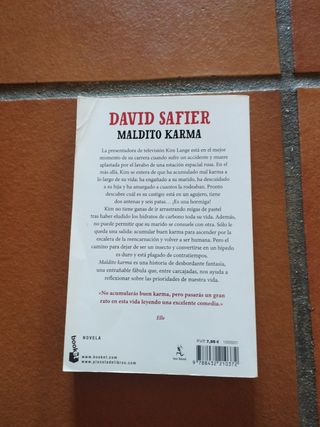 DAVID SAFIER
MALDITO KARMA
La presentadora de televisión Kim Lange está en el mejor
momento de su carrera cuando sufre un accidente y muere
aplastada por el lavabo de una estación espacial rusa. En el
más allá, Kim se entera de que ha acumulado mal karma a
lo largo de su vida: ha engañado a su marido, ha descuidado
a su hija y ha amargado a cuantos la rodeaban. Pronto
descubre cuál es su castigo: está en un agujero, tiene
dos antenas y seis patas… ¡Es una hormiga!
Kim no tiene ganas de ir arrastrando migas de pastel
tras haber eludido los hidratos de carbono toda su vida. Además,
no puede permitir que su marido se consuele con otra. Sólo
le queda una salida: acumular buen karma para ascender por la
escalera de la reencarnación y volver a ser humana. Pero el
camino para dejar de ser un insecto y convertirse en un bípedo
es duro y está plagado de contratiempos.
Maldito karma es una historia de desbordante fantasía,
una entrañable fábula que, entre carcajadas, nos ayuda a
reflexionar sobre las prioridades de nuestra vida.
«No acumularás buen karma, pero pasarás un gran
rato en esta vida leyendo una excelente comedia.»
Elle
booket
NOVELA
www.booket.com
www.planetadelibros.com
Seix Barral
PVP: 7,95 €
9788432210372